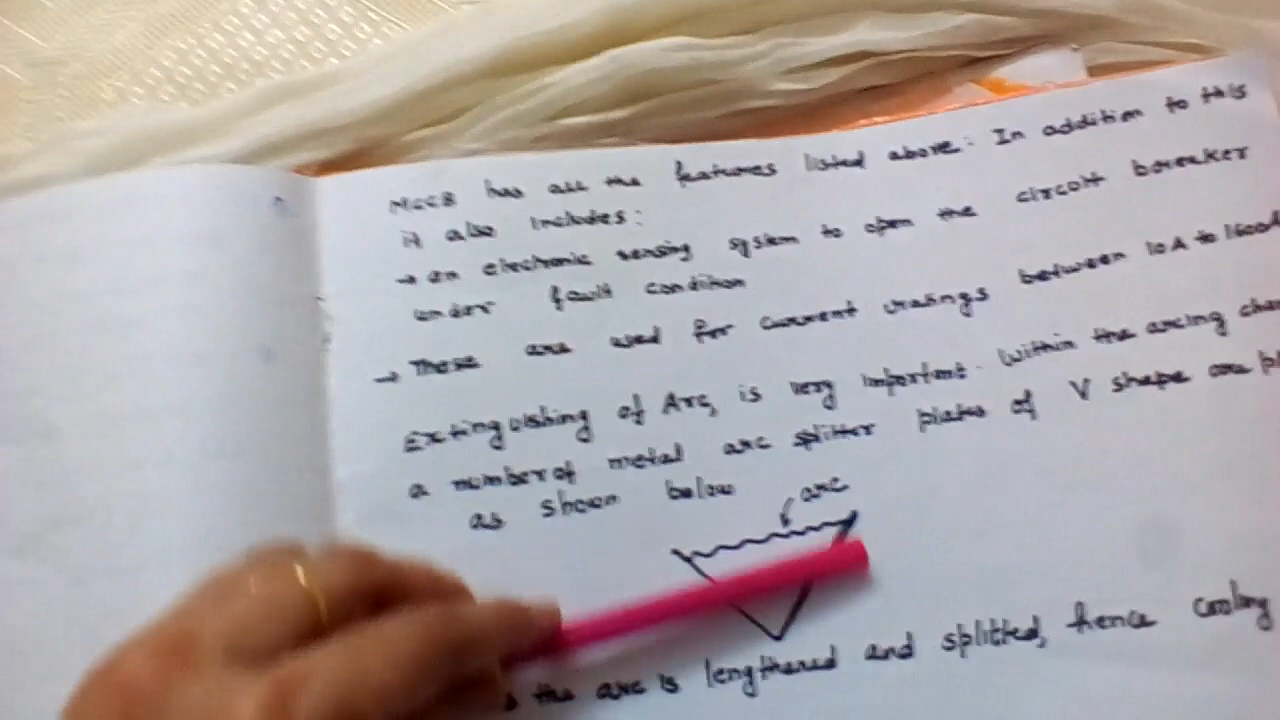 MCCB has all the features listed above. In addition to this
it also includes:
→ an electronic sensing system to open the circuit breaker
under fault condition
→ These are used for current ratings between 10A to 1600A
Extinguishing of Arc, is very important. Within the arcing
a number of metal arc splitter plates of V shape are
as shown below
arc
the arc is lengthened and splitted, hence cooling